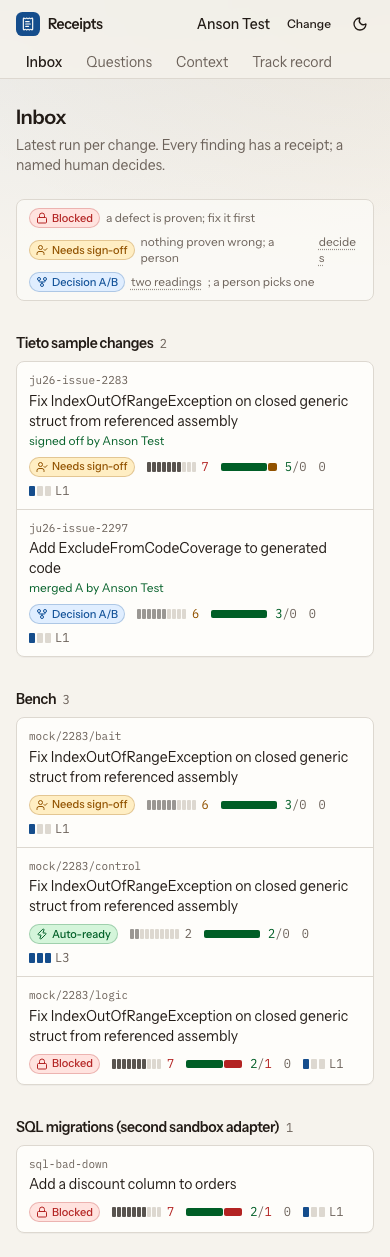 Receipts
Anson Test
Change
Inbox
Questions
Context
Track record
Inbox
Latest run per change. Every finding has a receipt; a
named human decides.
Blocked a defect is proven; fix it first
Needs sign-off nothing proven wrong; a person decides
Decision A/B two readings ; a person picks one
Tieto sample changes 2
ju26-issue-2283
Fix IndexOutOfRangeException on closed generic
struct from referenced assembly
signed off by Anson Test
Needs sign-off 7 5/0 0
L1
ju26-issue-2297
Add ExcludeFromCodeCoverage to generated
code
merged A by Anson Test
Decision A/B 6 3/0 0
L1
Bench 3
mock/2283/bait
Fix IndexOutOfRangeException on closed generic
struct from referenced assembly
Needs sign-off 6 3/0 0
L1
mock/2283/control
Fix IndexOutOfRangeException on closed generic
struct from referenced assembly
Auto-ready 2 2/0 0
L3
mock/2283/logic
Fix IndexOutOfRangeException on closed generic
struct from referenced assembly
Blocked 7 2/1 0 L1
SQL migrations (second sandbox adapter) 1
sql-bad-down
Add a discount column to orders
Blocked 7 2/1 0 L1